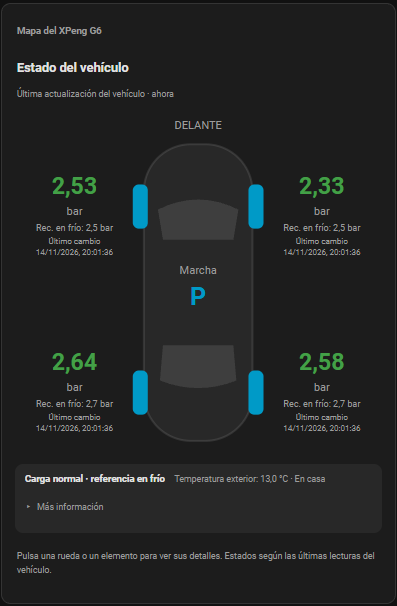 Mapa del XPeng G6
Estado del vehículo
Última actualización del vehículo · ahora
DELANTE
2,53
bar
Rec. en frío: 2,5 bar
Último cambio
14/11/2026, 20:01:36
2,33
bar
Rec. en frío: 2,5 bar
Último cambio
14/11/2026, 20:01:36
Marcha
P
2,64
bar
Rec. en frío: 2,7 bar
Último cambio
14/11/2026, 20:01:36
2,58
bar
Rec. en frío: 2,7 bar
Último cambio
14/11/2026, 20:01:36
Carga normal · referencia en frío Temperatura exterior: 13,0 °C · En casa
Más información
Pulsa una rueda o un elemento para ver sus detalles. Estados según las últimas lecturas del
vehículo.